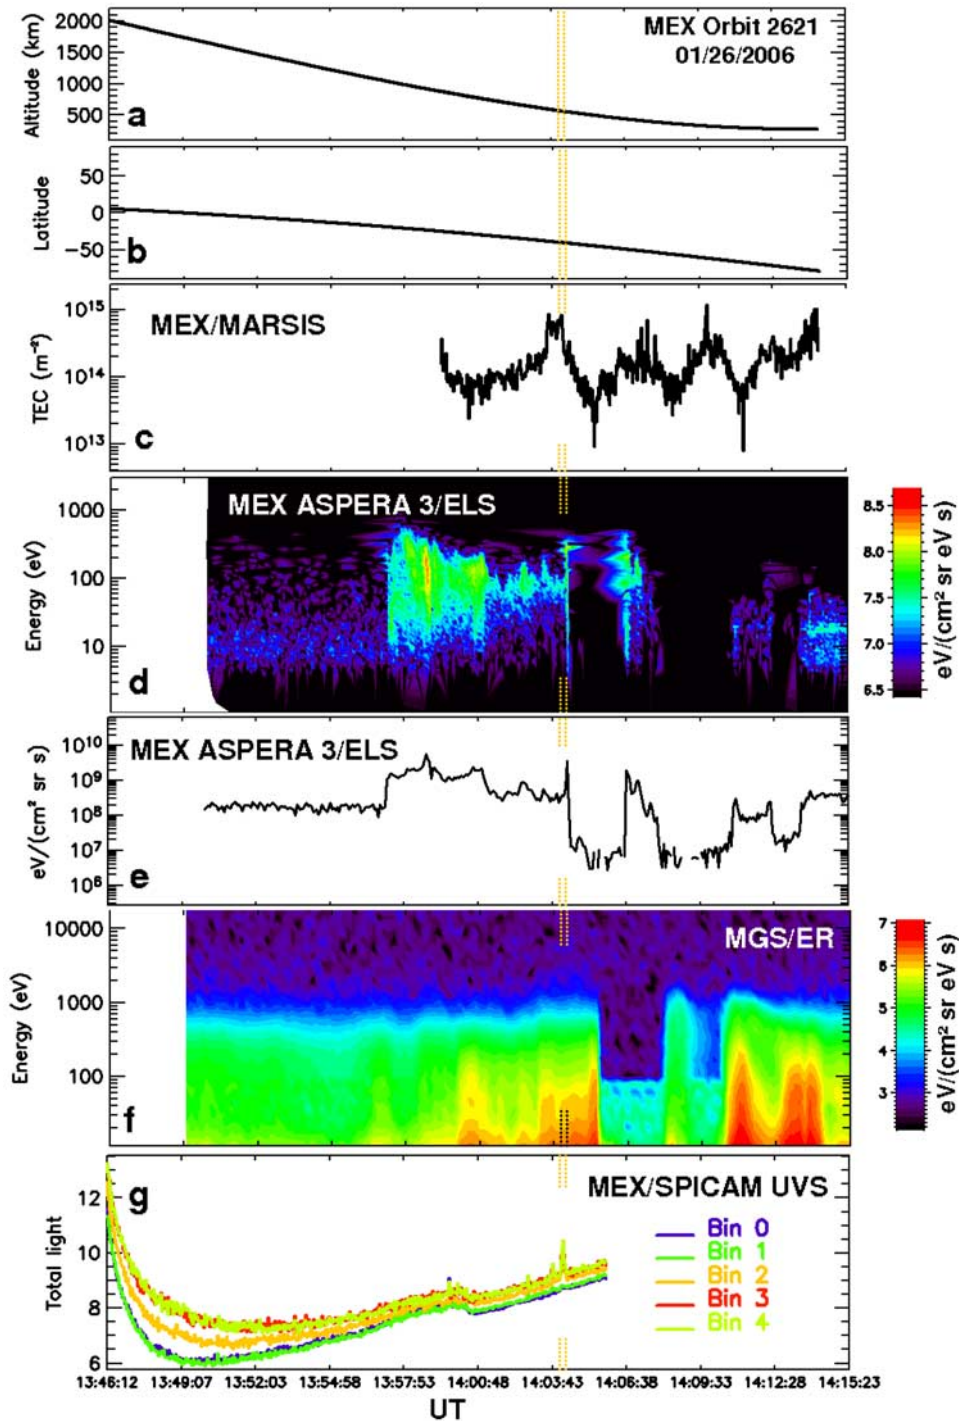 MEX Orbit 2621
01/26/2006
Altitude (km)
2000
1500
1000
500
a
Latitude
50
0
−50
b
MEX/MARSIS
TEC (m⁻²)
10¹⁵
10¹⁴
10¹³
c
MEX ASPERA 3/ELS
Energy (eV)
1000
100
10
d
8.5
8.0
7.5
7.0
6.5
eV/(cm² sr eV s)
MEX ASPERA 3/ELS
eV/(cm² sr s)
10¹⁰
10⁹
10⁸
10⁷
10⁶
e
MGS/ER
Energy (eV)
10000
1000
100
f
7
6
5
4
3
eV/(cm² sr eV s)
g
MEX/SPICAM UVS
Total light
12
10
8
6
Bin 0
Bin 1
Bin 2
Bin 3
Bin 4
13:46:12 13:49:07 13:52:03 13:54:58 13:57:53 14:00:48 14:03:43 14:06:38 14:09:33 14:12:28 14:15:23
UT